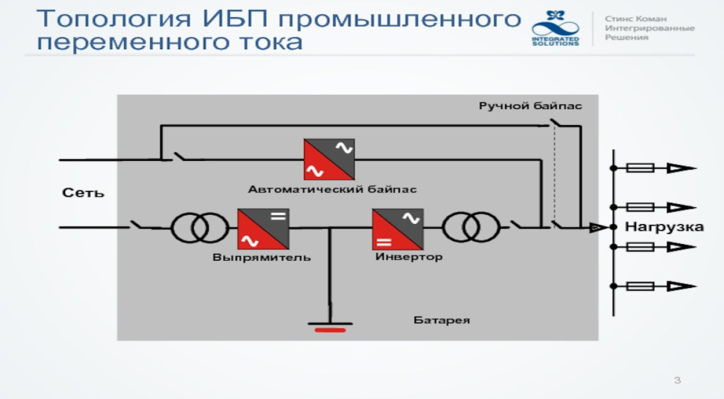 Топология ИБП промышленного
переменного тока
INTEGRATED
SOLUTIONS
Стинс Коман
Интегрированные
Решения
Ручной байпас
Автоматический байпас
Сеть
Нагрузка
Выпрямитель
Инвертор
Батарея
3